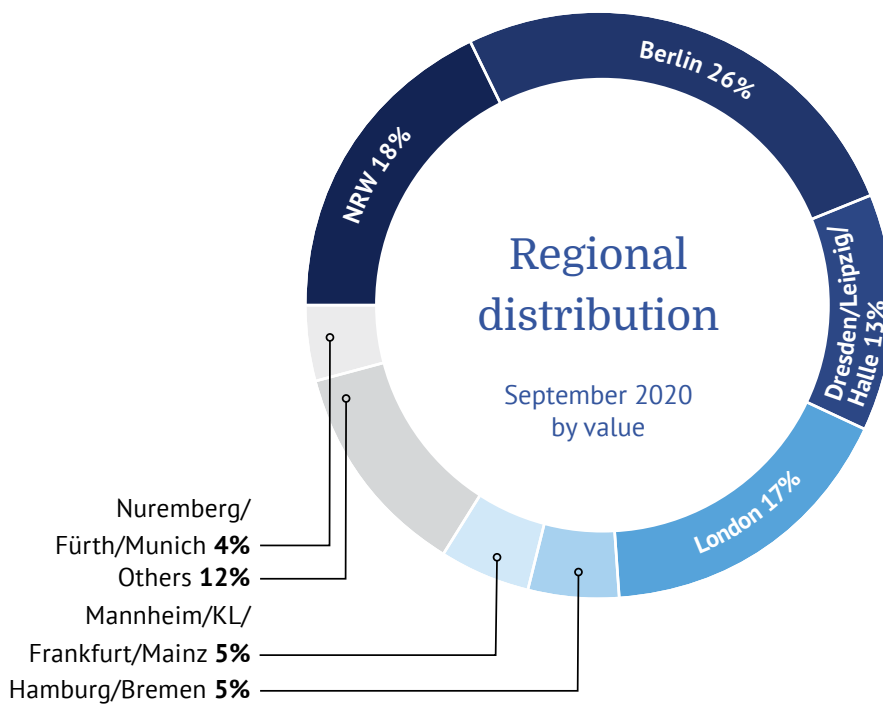 Berlin 26%
NRW 18%
Dresden/Leipzig/
Halle 13%
Regional
distribution
September 2020
by value
London 17%
Nuremberg/
Fürth/Munich 4%
Others 12%
Mannheim/KL/
Frankfurt/Mainz 5%
Hamburg/Bremen 5%